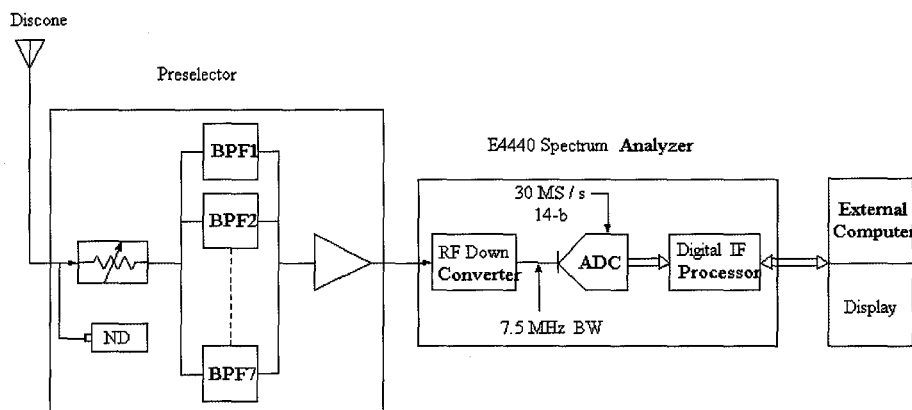 Discone
Preselector
BPF1
BPF2
BPF7
ND
E4440 Spectrum Analyzer
30 MS / s
14-b
RF Down
Converter
ADC
Digital IF
Processor
7.5 MHz BW
External
Computer
Display